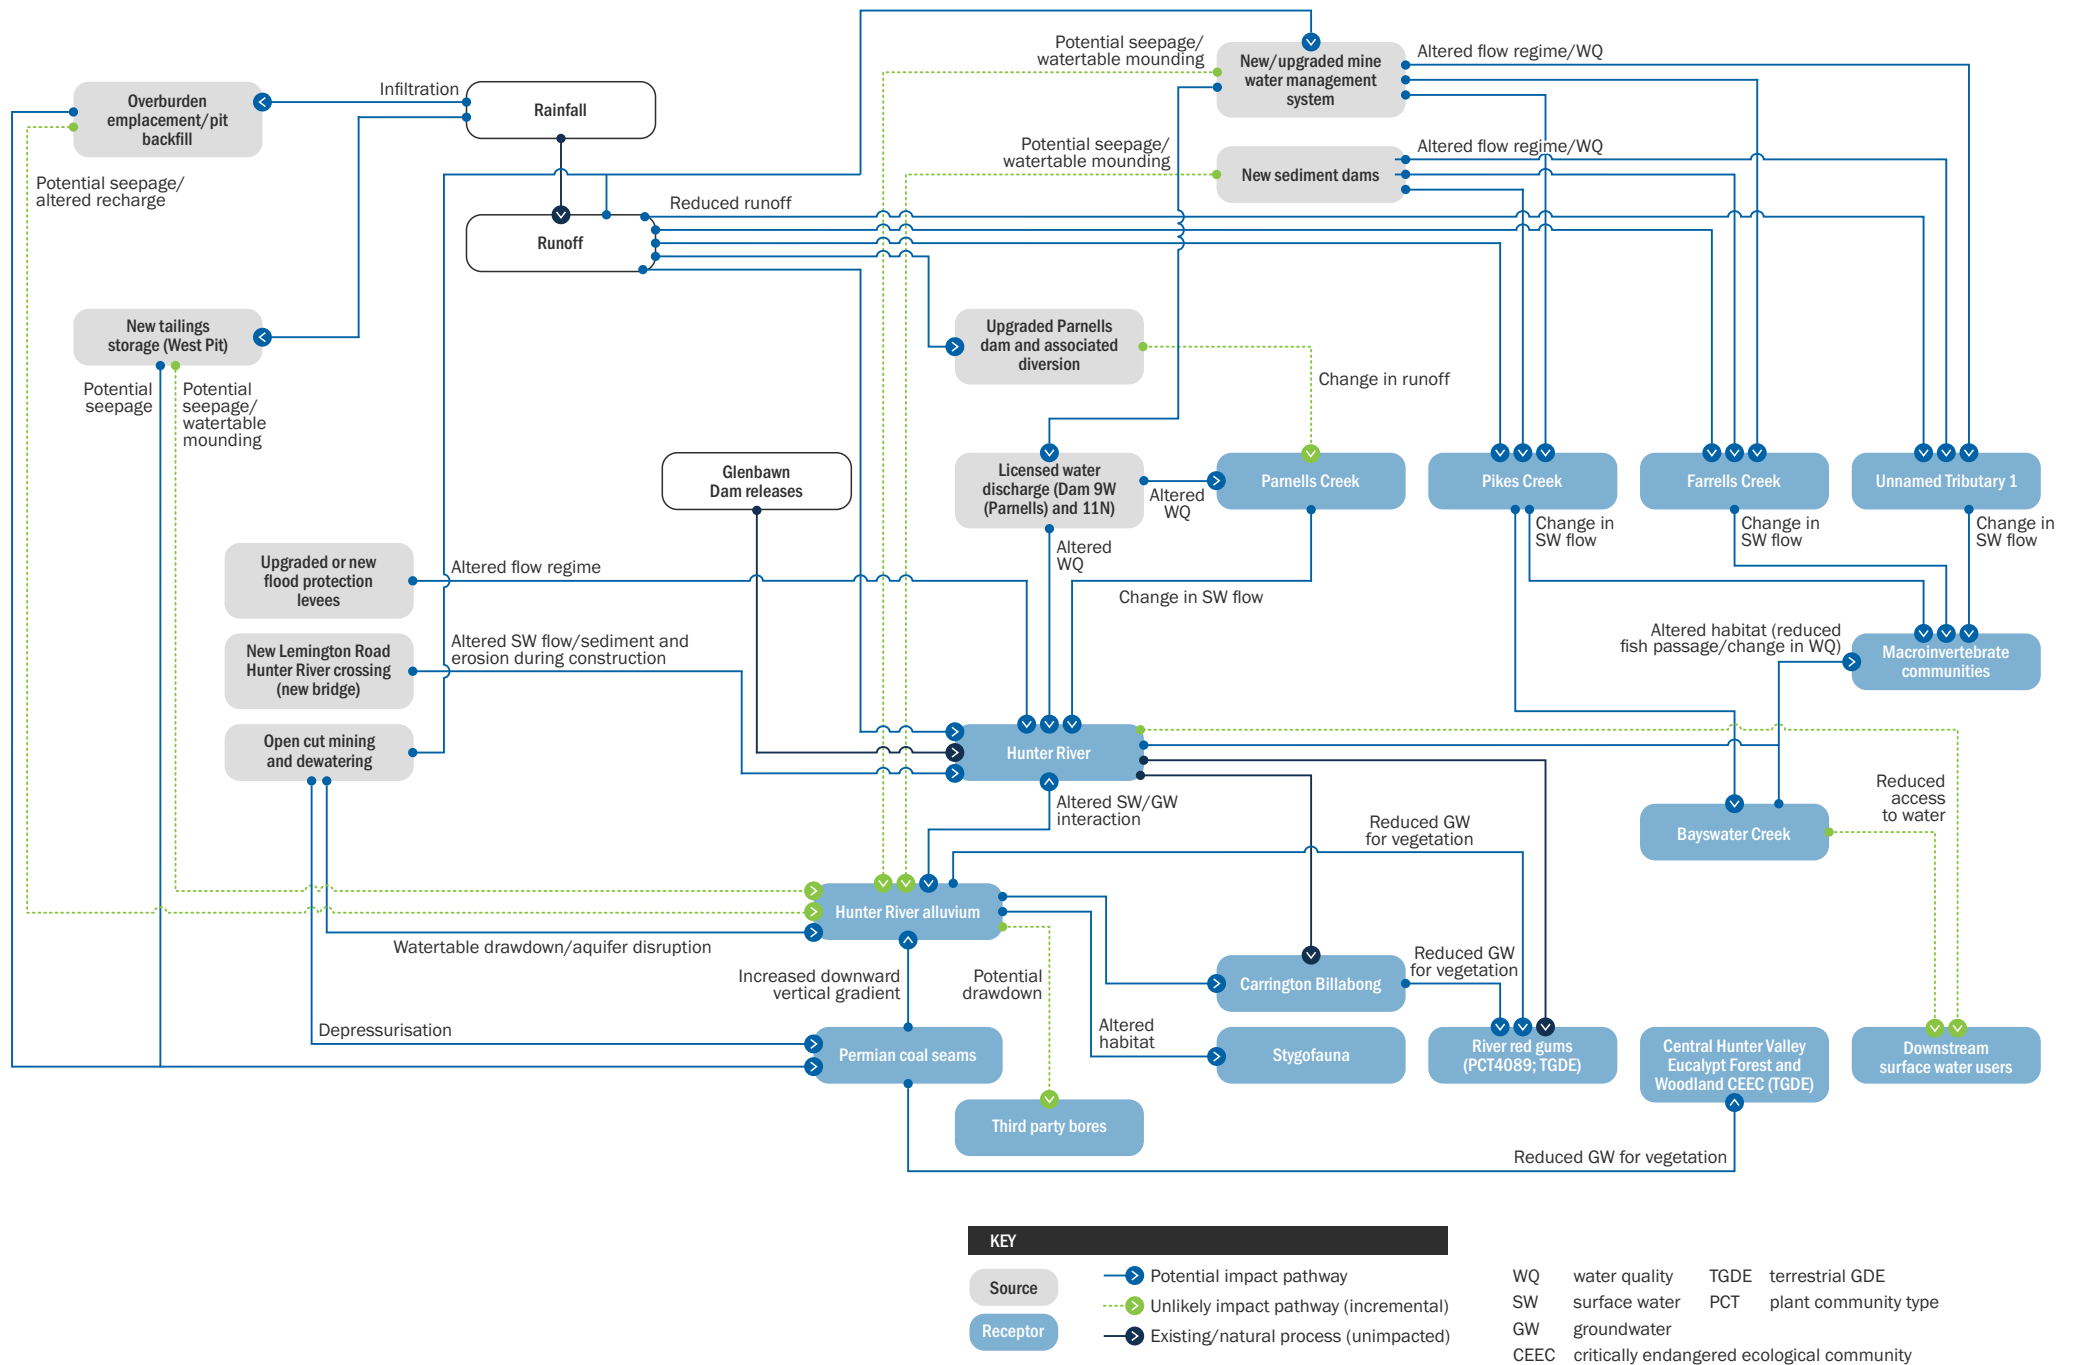 Potential seepage/
watertable mounding
New/upgraded mine
water management
system
Altered flow regime/WQ
Infiltration
Rainfall
Overburden
emplacement/pit
backfill
Potential seepage/
watertable mounding
Altered flow regime/WQ
New sediment dams
Potential seepage/
altered recharge
Reduced runoff
Runoff
New tailings
storage (West Pit)
Upgraded Parnells
dam and associated
diversion
Change in runoff
Potential
seepage
Potential
seepage/
watertable
mounding
Glenbawn
Dam releases
Licensed water
discharge (Dam 9W
(Parnells) and 11N)
Altered
WQ
Parnells Creek
Pikes Creek
Farrells Creek
Unnamed Tributary 1
Change in
SW flow
Change in
SW flow
Change in
SW flow
Altered
WQ
Upgraded or new
flood protection
levees
Altered flow regime
Change in SW flow
New Lemington Road
Hunter River crossing
(new bridge)
Altered SW flow/sediment and
erosion during construction
Altered habitat (reduced
fish passage/change in WQ)
Macroinvertebrate
communities
Open cut mining
and dewatering
Hunter River
Altered SW/GW
interaction
Reduced GW
for vegetation
Bayswater Creek
Reduced
access
to water
Hunter River alluvium
Watertable drawdown/aquifer disruption
Increased downward
vertical gradient
Potential
drawdown
Carrington Billabong
Reduced GW
for vegetation
Depressurisation
Permian coal seams
Altered
habitat
Stygofauna
River red gums
(PCT4089; TGDE)
Central Hunter Valley
Eucalypt Forest and
Woodland CEEC (TGDE)
Downstream
surface water users
Third party bores
Reduced GW for vegetation
KEY
Source
Receptor
Potential impact pathway
Unlikely impact pathway (incremental)
Existing/natural process (unimpacted)
WQ water quality TGDE terrestrial GDE
SW surface water PCT plant community type
GW groundwater
CEEC critically endangered ecological community